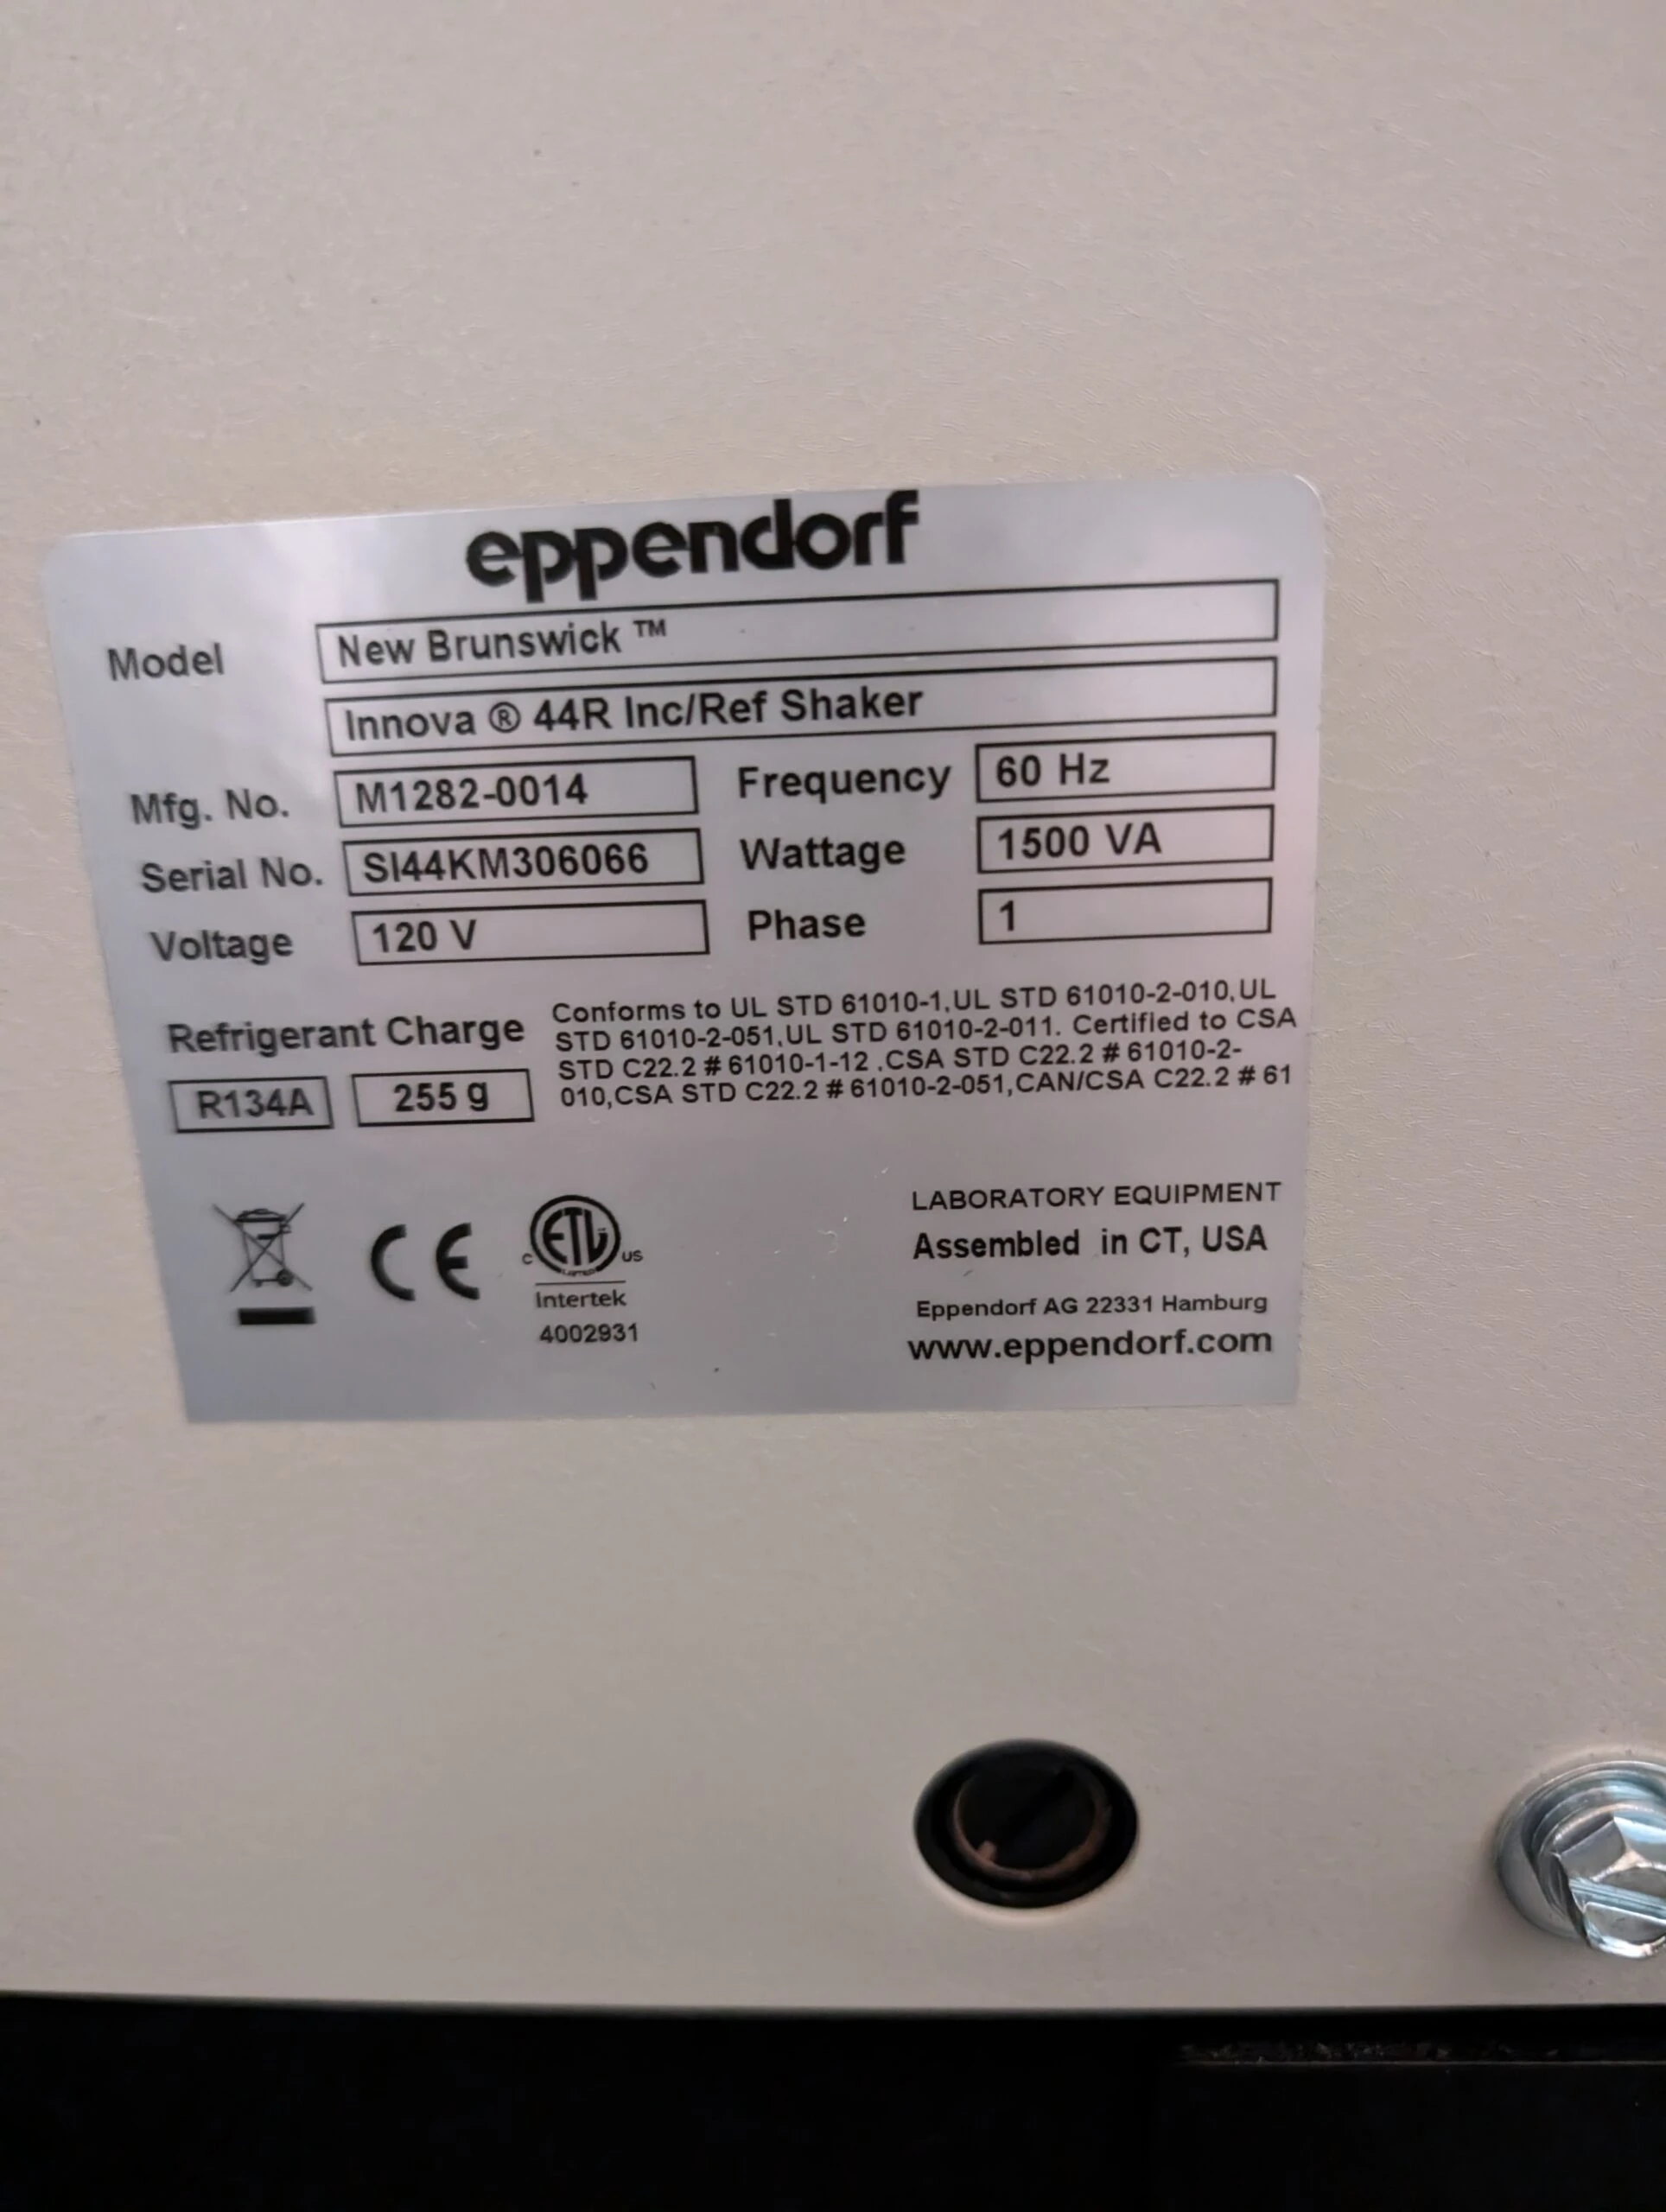 eppendorf
Model New Brunswick ™
Innova ® 44R Inc/Ref Shaker
Mfg. No. M1282-0014 Frequency 60 Hz
Serial No. SI44KM306066 Wattage 1500 VA
Voltage 120 V Phase 1
Refrigerant Charge
R134A 255 g
Conforms to UL STD 61010-1,UL STD 61010-2-010,UL
STD 61010-2-051,UL STD 61010-2-011. Certified to CSA
STD C22.2 # 61010-1-12 ,CSA STD C22.2 # 61010-2-
010,CSA STD C22.2 # 61010-2-051,CAN/CSA C22.2 # 61
CE
c ETL us
LISTED
Intertek
4002931
LABORATORY EQUIPMENT
Assembled in CT, USA
Eppendorf AG 22331 Hamburg
www.eppendorf.com